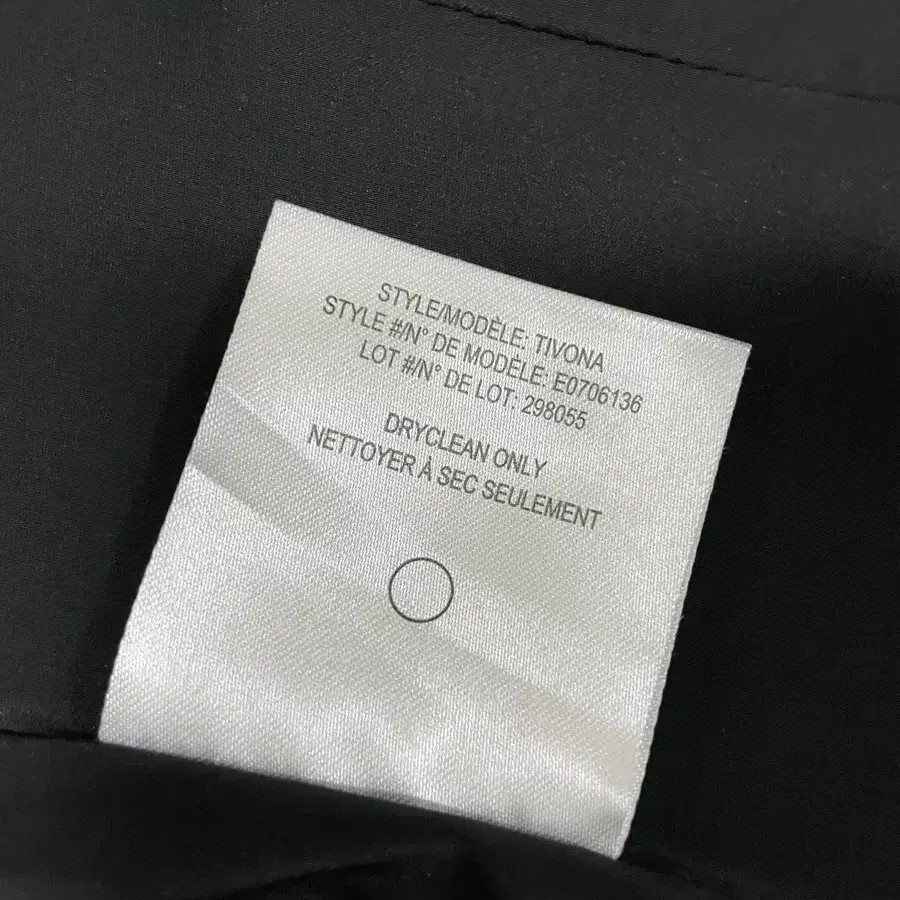 STYLE/MODÈLE: TIVONA
STYLE #/N° DE MODÈLE: E0706136
LOT #/N° DE LOT: 298055
DRYCLEAN ONLY
NETTOYER À SEC SEULEMENT